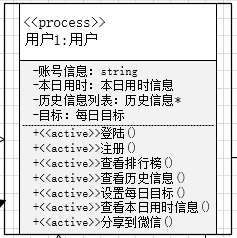 <<process>>
用户1:用户
-账号信息: string
-本日用时: 本日用时信息
-历史信息列表: 历史信息*
-目标: 每日目标
+<<active>>登陆()
+<<active>>注册()
+<<active>>查看排行榜()
+<<active>>查看历史信息()
+<<active>>设置每日目标()
+<<active>>查看本日用时信息()
+<<active>>分享到微信()